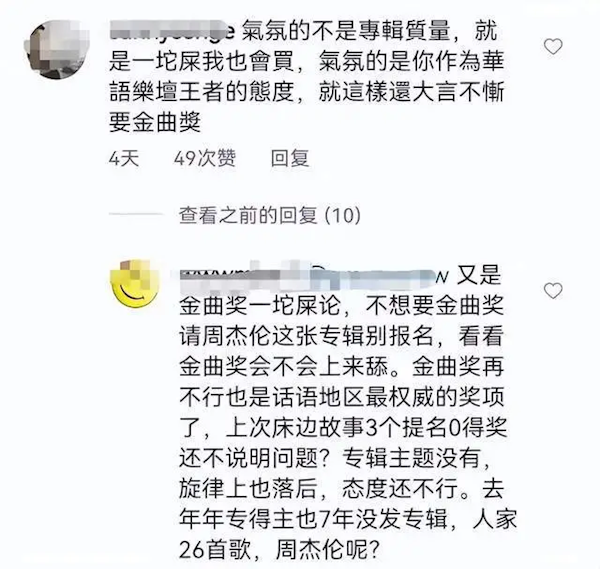 氣氛的不是專輯質量，就
是一坨屎我也會買，氣氛的是你作為華
語樂壇王者的態度，就這樣還大言不慚
要金曲獎
4天 49次赞 回复
查看之前的回复 (10)
又是
金曲奖一坨屎论，不想要金曲奖
请周杰伦这张专辑别报名，看看
金曲奖会不会上来舔。金曲奖再
不行也是话语地区最权威的奖项
了，上次床边故事3个提名0得奖
还不说明问题？专辑主题没有，
旋律上也落后，态度还不行。去
年年专得主也7年没发专辑，人家
26首歌，周杰伦呢？